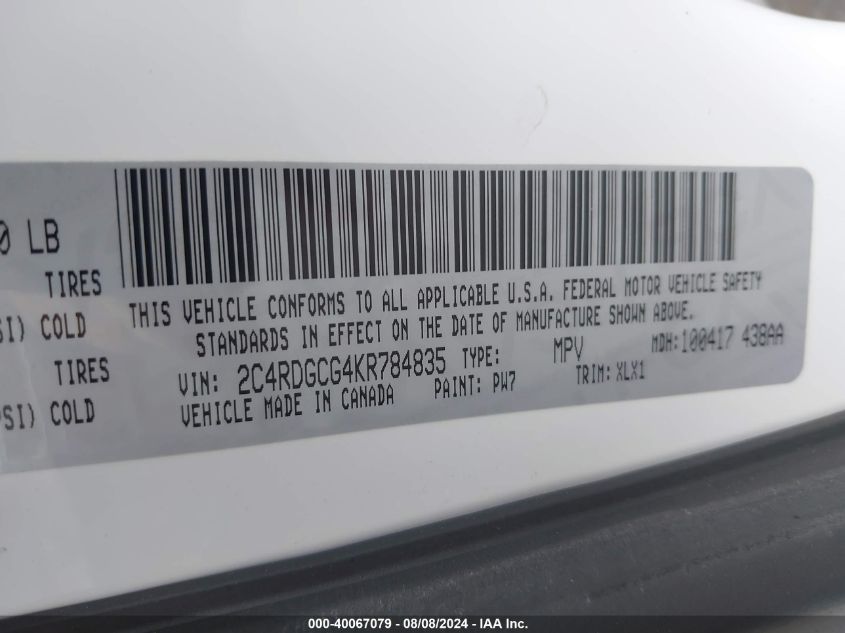 0 LB
TIRES
SI) COLD
TIRES
PSI) COLD
THIS VEHICLE CONFORMS TO ALL APPLICABLE U.S.A. FEDERAL MOTOR VEHICLE SAFETY
STANDARDS IN EFFECT ON THE DATE OF MANUFACTURE SHOWN ABOVE.
VIN: 2C4RDGCG4KR784835 TYPE: MPV MDH: 100417 438AA
VEHICLE MADE IN CANADA PAINT: PW7 TRIM: XLX1
000-40067079 - 08/08/2024 - IAA Inc.